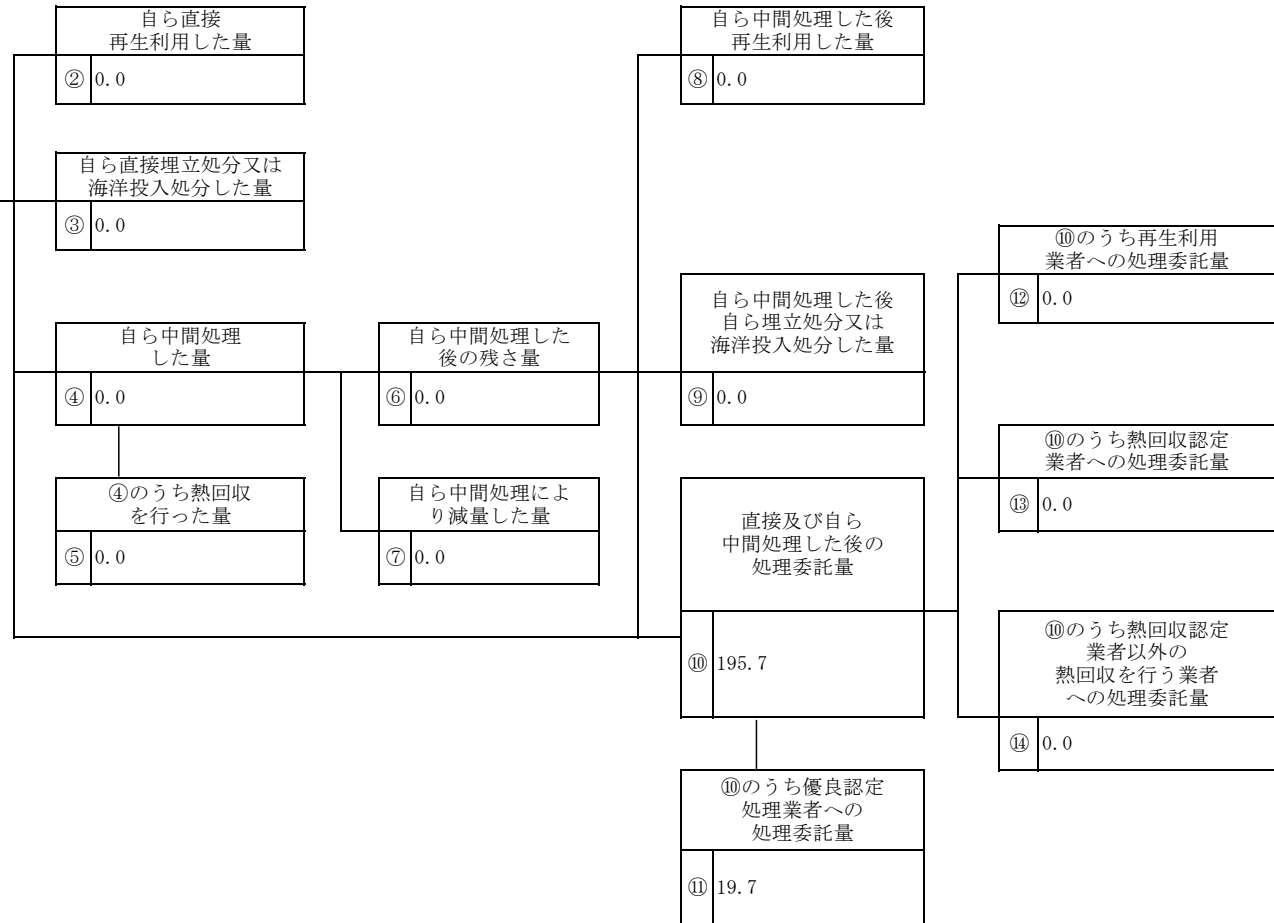 自ら直接
再生利用した量
② 0.0
自ら直接埋立処分又は
海洋投入処分した量
③ 0.0
自ら中間処理
した量
④ 0.0
④のうち熱回収
を行った量
⑤ 0.0
自ら中間処理した
後の残さ量
⑥ 0.0
自ら中間処理によ
り減量した量
⑦ 0.0
自ら中間処理した後
再生利用した量
⑧ 0.0
自ら中間処理した後
自ら埋立処分又は
海洋投入処分した量
⑨ 0.0
直接及び自ら
中間処理した後の
処理委託量
⑩ 195.7
⑩のうち優良認定
処理業者への
処理委託量
⑪ 19.7
⑩のうち再生利用
業者への処理委託量
⑫ 0.0
⑩のうち熱回収認定
業者への処理委託量
⑬ 0.0
⑩のうち熱回収認定
業者以外の
熱回収を行う業者
への処理委託量
⑭ 0.0